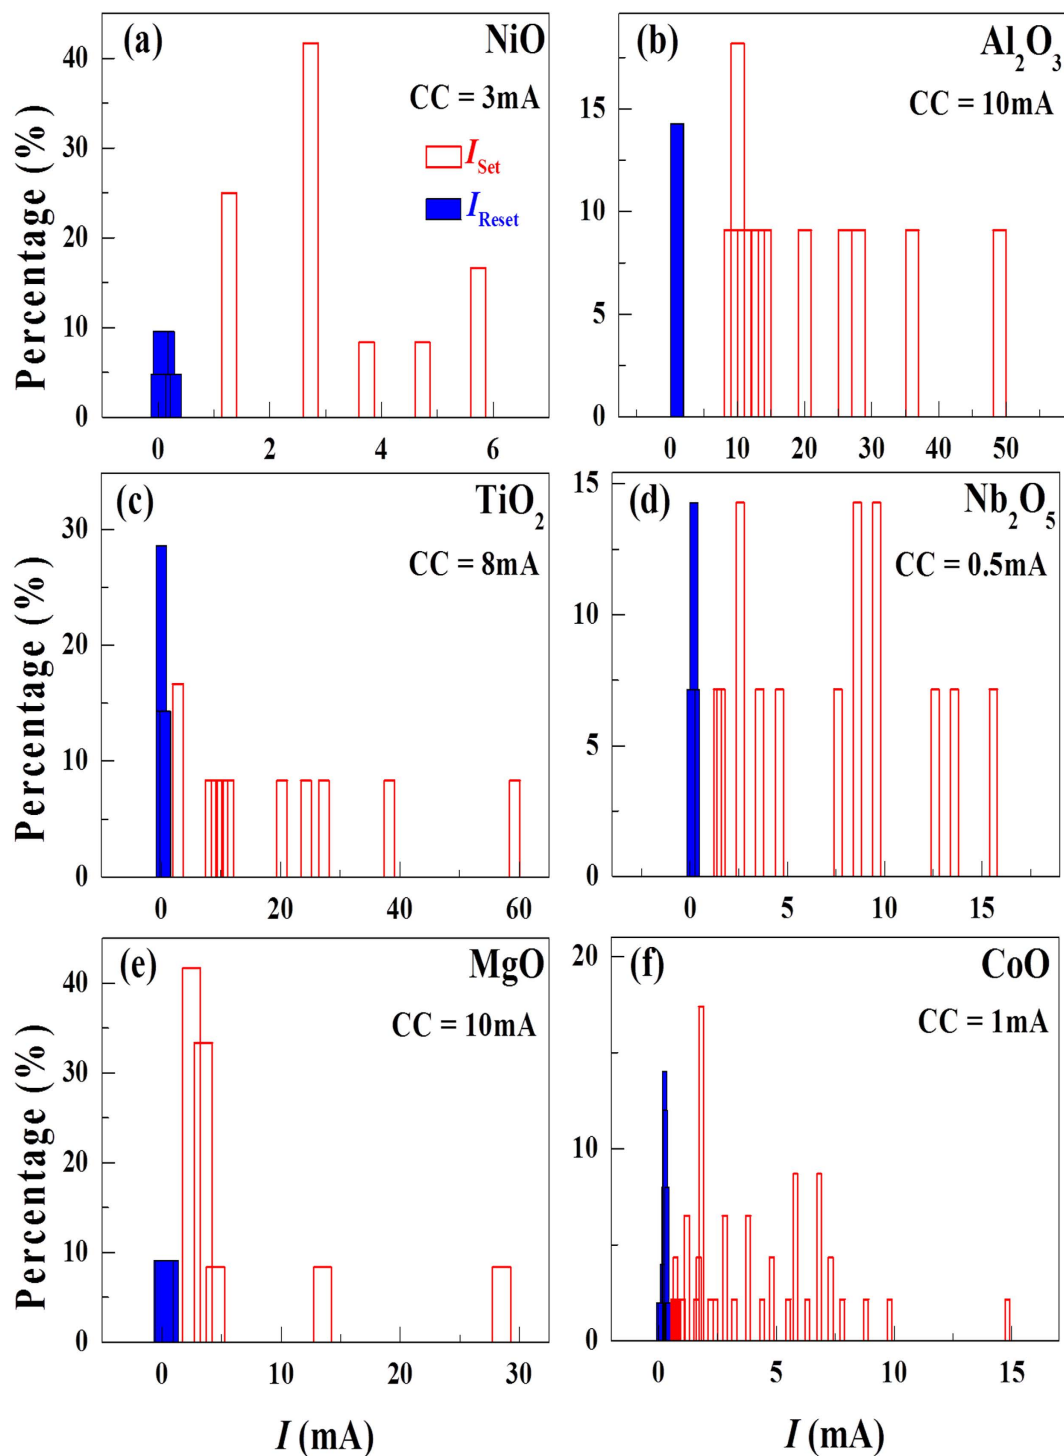 (a) NiO
CC = 3mA
I_Set
I_Reset
40
30
20
10
0
0 2 4 6
Percentage (%)
(b) Al₂O₃
CC = 10mA
15
10
5
0
0 10 20 30 40 50
(c) TiO₂
CC = 8mA
30
20
10
0
0 20 40 60
Percentage (%)
(d) Nb₂O₅
CC = 0.5mA
15
10
5
0
0 5 10 15
(e) MgO
CC = 10mA
40
30
20
10
0
0 10 20 30
Percentage (%)
I (mA)
(f) CoO
CC = 1mA
20
10
0
0 5 10 15
I (mA)